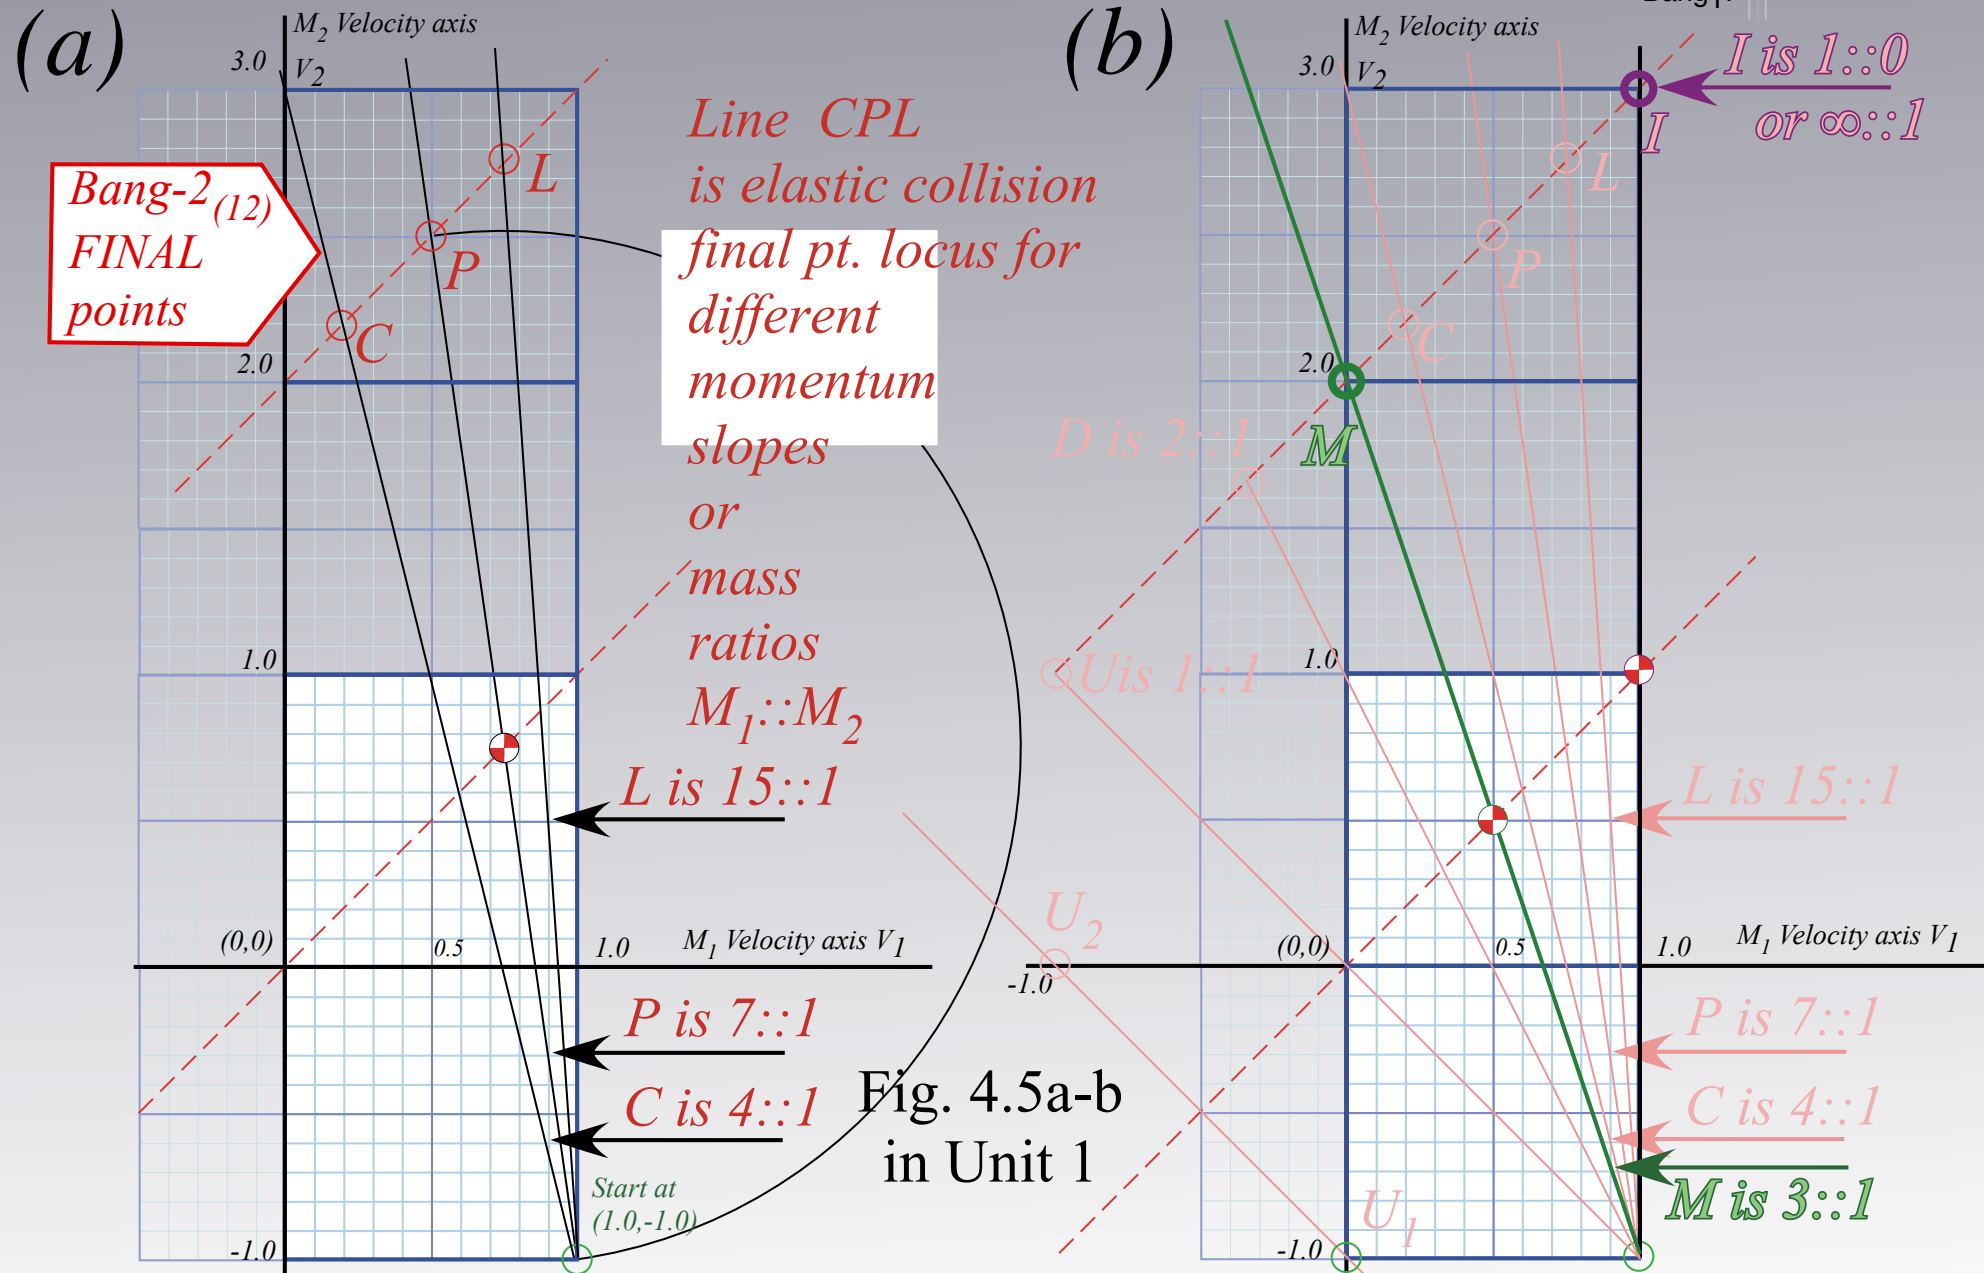 (a)
M2 Velocity axis
3.0
V2
Bang-2(12)
FINAL
points
L
P
C
2.0
1.0
(0,0)
0.5
1.0
M1 Velocity axis V1
-1.0
Line CPL
is elastic collision
final pt. locus for
different
momentum
slopes
or
mass
ratios
M1::M2
L is 15::1
P is 7::1
C is 4::1
Start at
(1.0,-1.0)
Fig. 4.5a-b
in Unit 1
(b)
M2 Velocity axis
3.0
V2
I is 1::0
or ∞::1
I
L
P
C
2.0
M
D is 2::1
U is 1::1
1.0
L is 15::1
U2
(0,0)
0.5
1.0
M1 Velocity axis V1
-1.0
P is 7::1
C is 4::1
M is 3::1
U1
-1.0